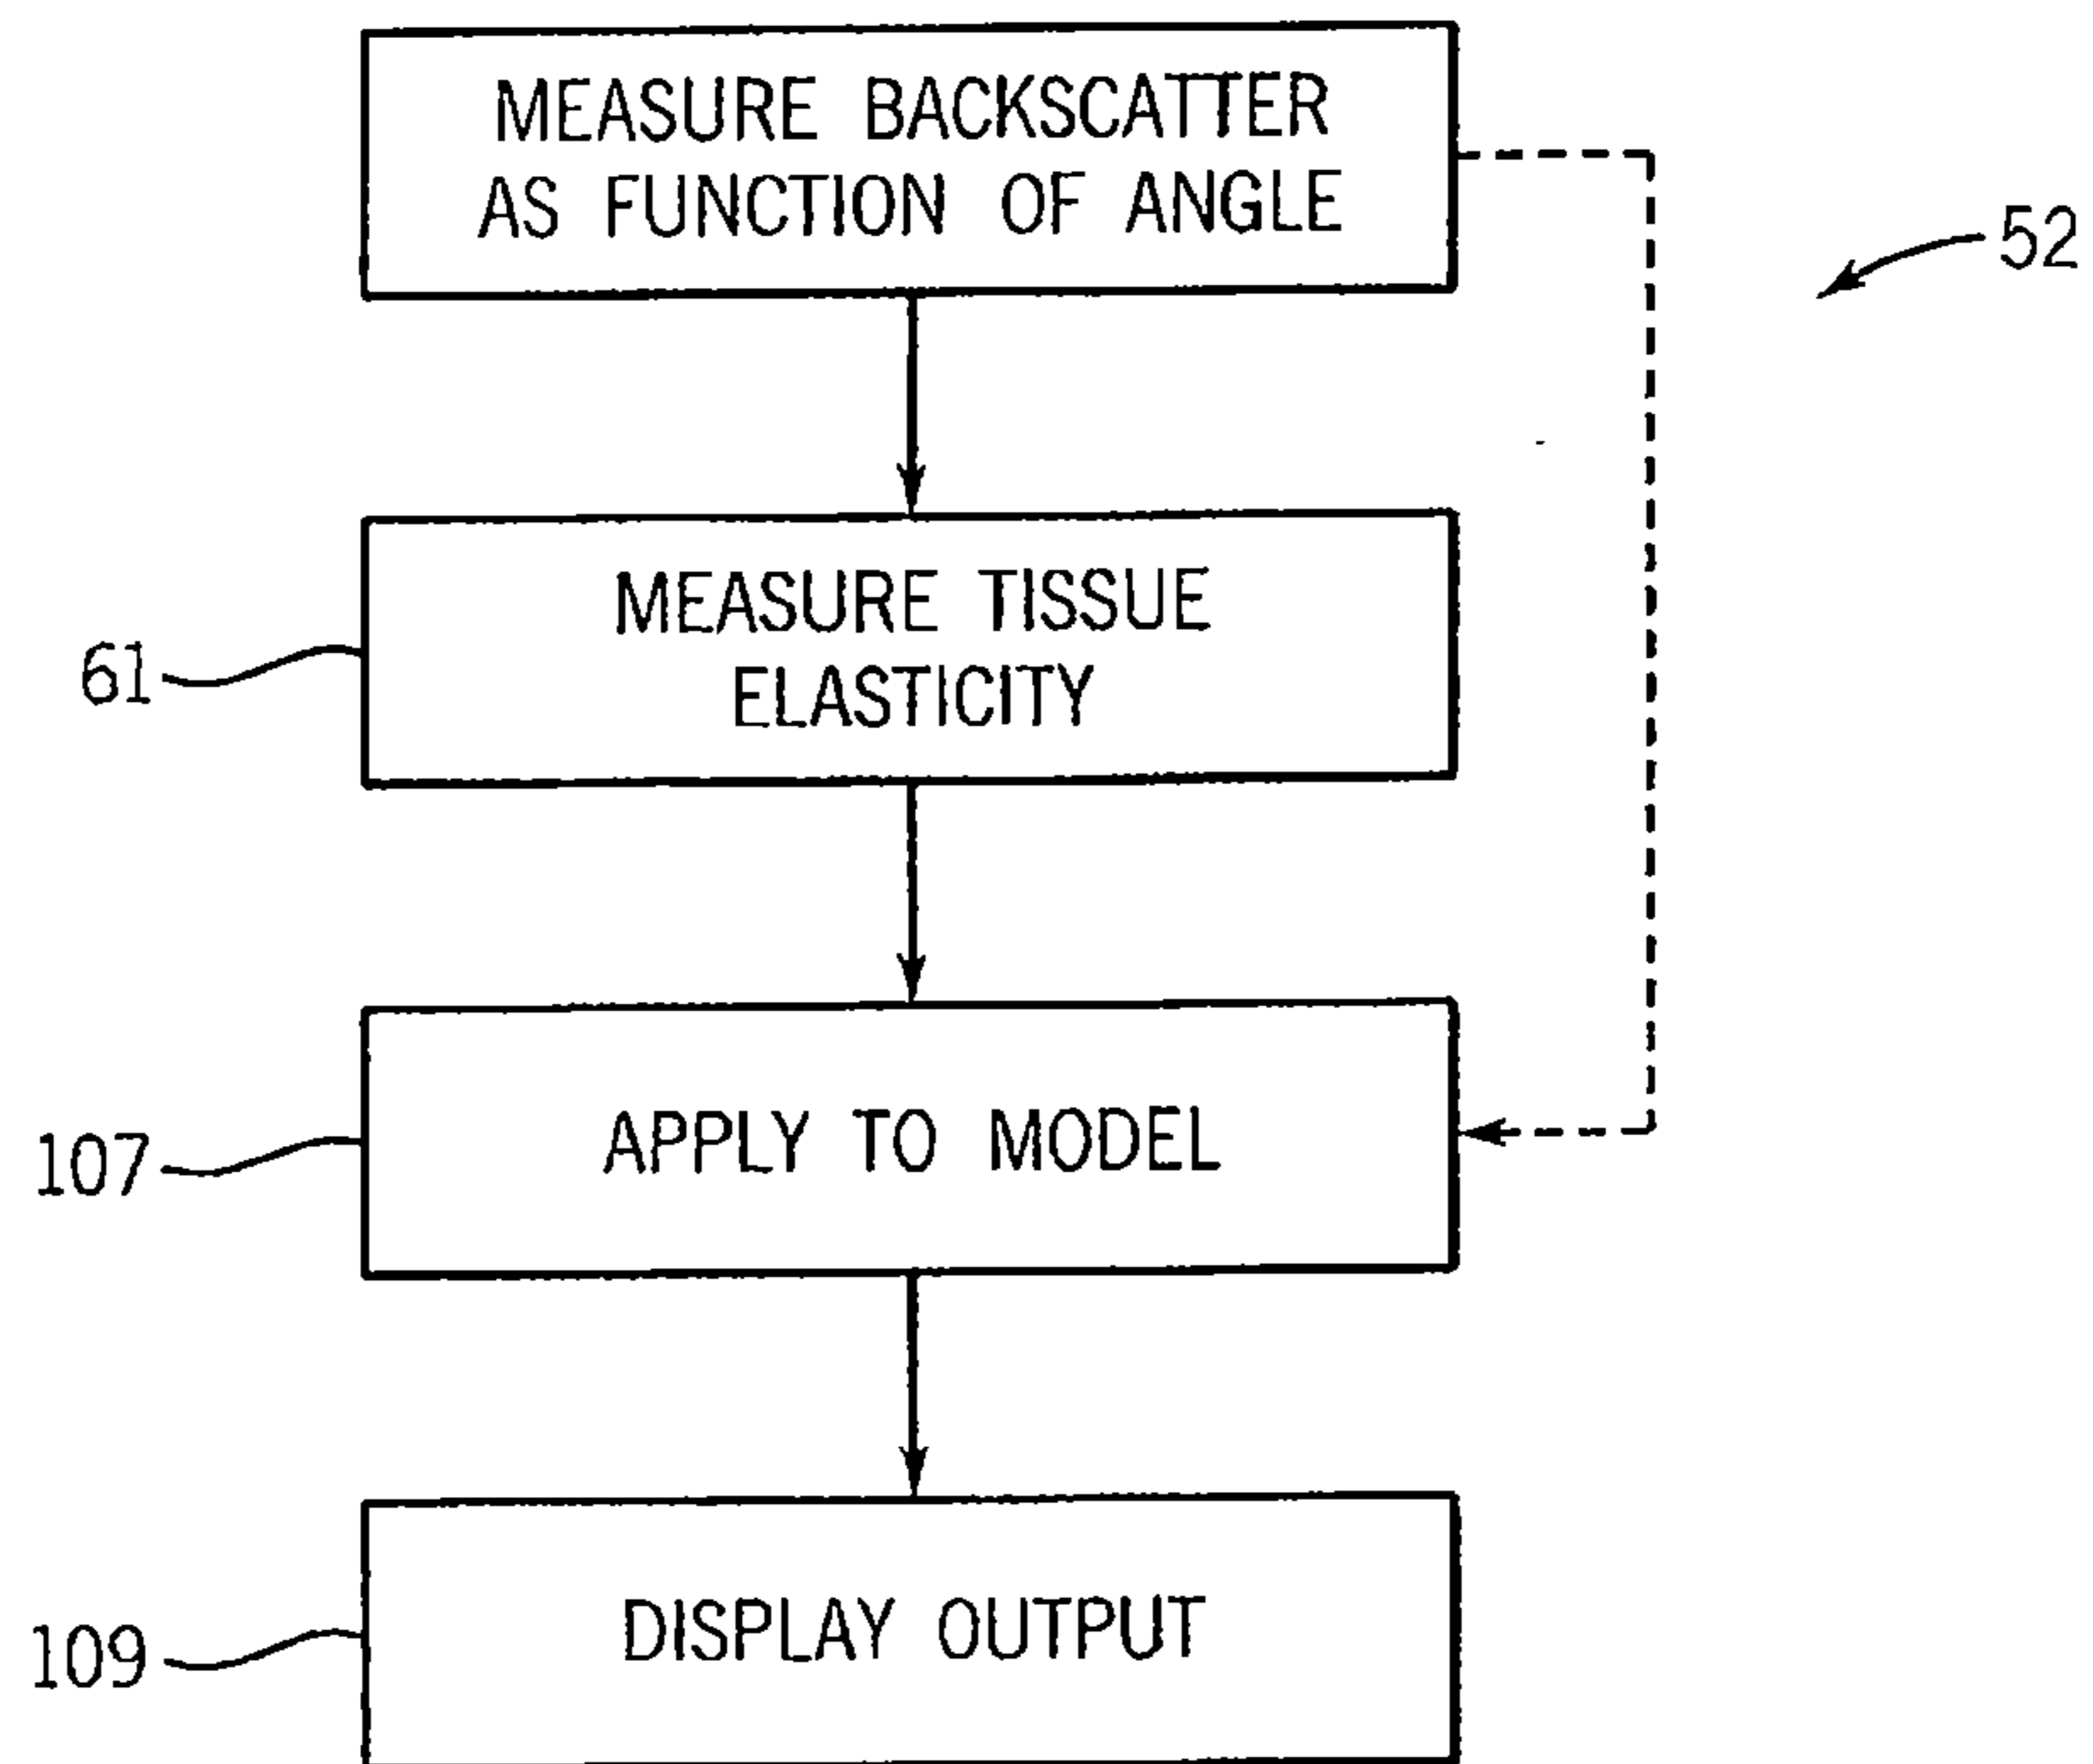 MEASURE BACKSCATTER
AS FUNCTION OF ANGLE
52
MEASURE TISSUE
ELASTICITY
61
APPLY TO MODEL
107
DISPLAY OUTPUT
109